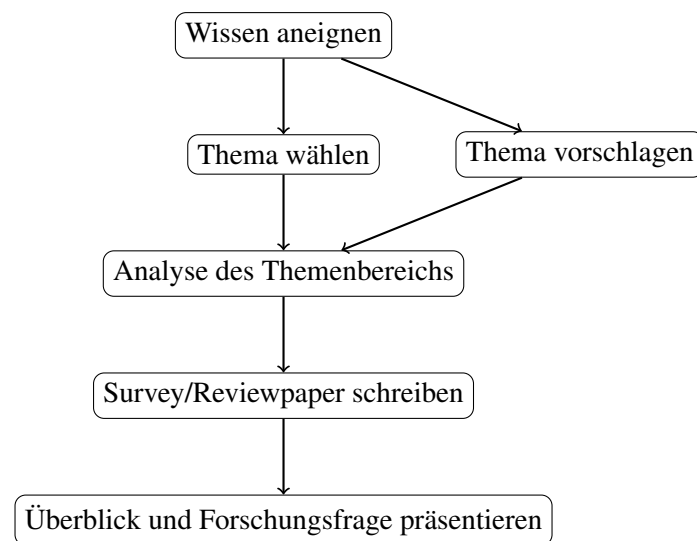 Wissen aneignen
Thema wählen
Thema vorschlagen
Analyse des Themenbereichs
Survey/Reviewpaper schreiben
Überblick und Forschungsfrage präsentieren